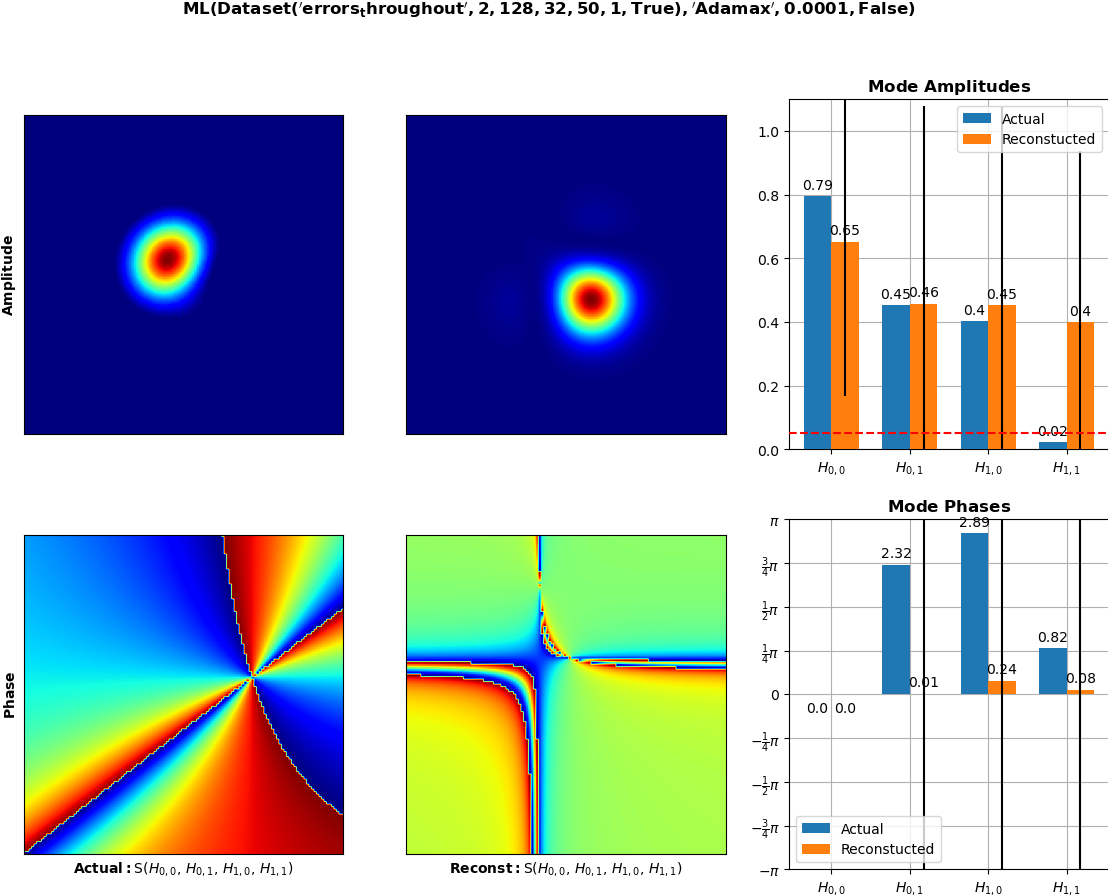 ML(Dataset('errors_throughout', 2, 128, 32, 50, 1, True), 'Adamax', 0.0001, False)
Amplitude
Mode Amplitudes
Actual
Reconstucted
1.0
0.8
0.6
0.4
0.2
0.0
0.79
0.65
0.45
0.46
0.4
0.45
0.02
0.4
H0,0
H0,1
H1,0
H1,1
Phase
Actual: S(H0,0, H0,1, H1,0, H1,1)
Reconst: S(H0,0, H0,1, H1,0, H1,1)
Mode Phases
π
3/4π
1/2π
1/4π
0
−1/4π
−1/2π
−3/4π
−π
0.0
0.0
2.32
0.01
2.89
0.24
0.82
0.08
Actual
Reconstucted
H0,0
H0,1
H1,0
H1,1